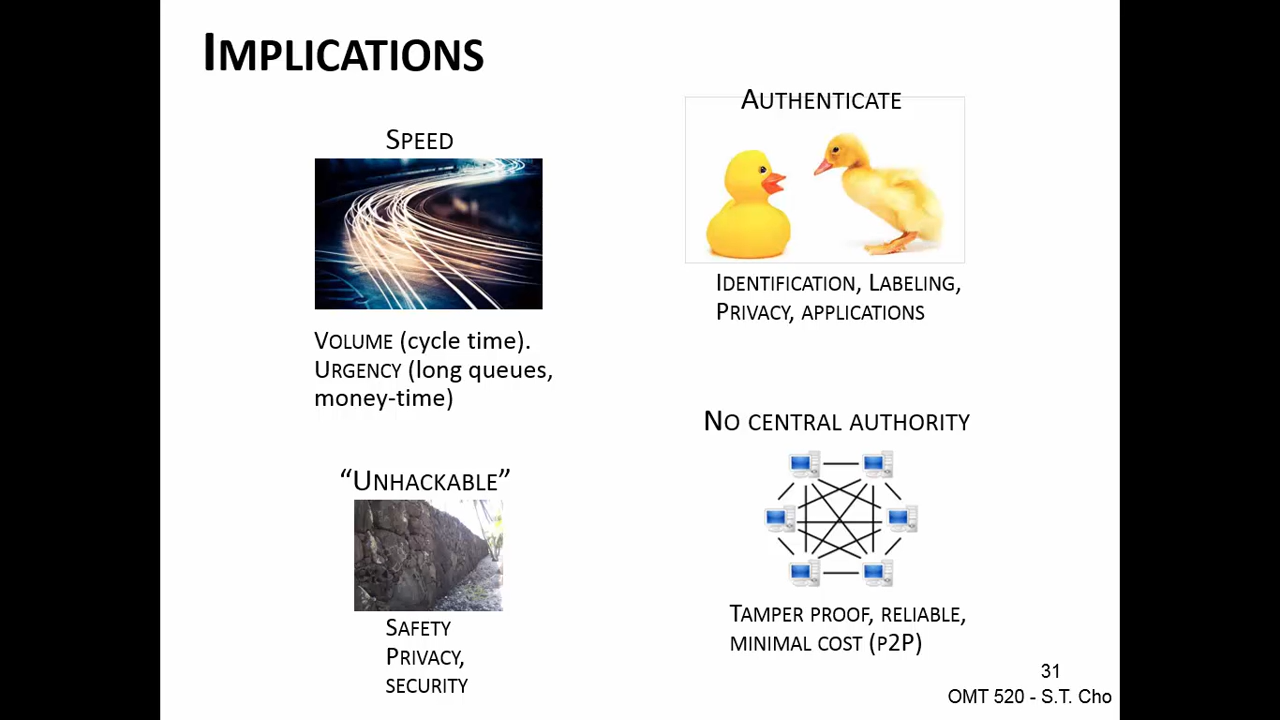 IMPLICATIONS
SPEED
VOLUME (cycle time).
URGENCY (long queues,
money-time)
AUTHENTICATE
IDENTIFICATION, LABELING,
PRIVACY, APPLICATIONS
“UNHACKABLE”
SAFETY
PRIVACY,
SECURITY
NO CENTRAL AUTHORITY
TAMPER PROOF, RELIABLE,
MINIMAL COST (P2P)
31
OMT 520 - S.T. Cho